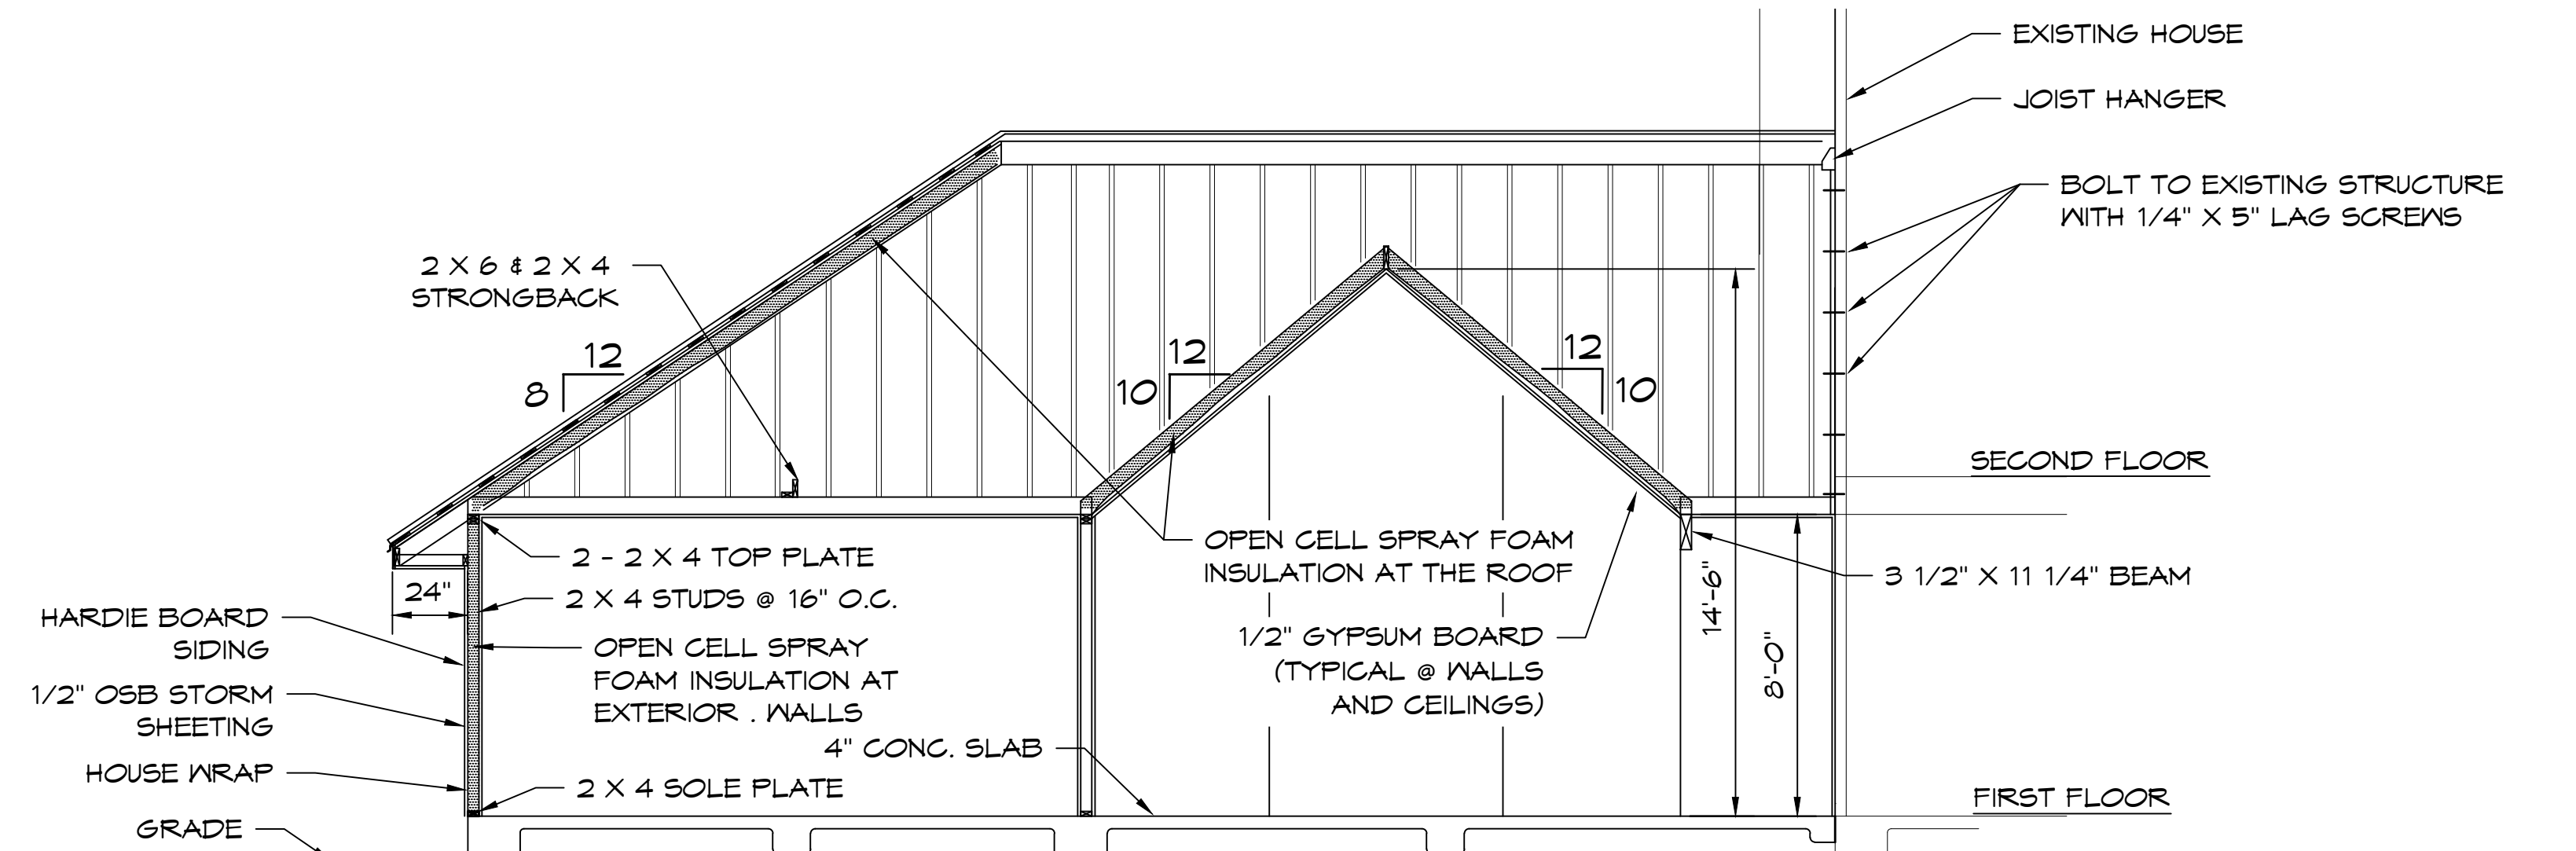 EXISTING HOUSE
JOIST HANGER
BOLT TO EXISTING STRUCTURE
WITH 1/4" X 5" LAG SCREWS
2 X 6 & 2 X 4
STRONGBACK
12
8
12
10
12
10
SECOND FLOOR
OPEN CELL SPRAY FOAM
INSULATION AT THE ROOF
2 - 2 X 4 TOP PLATE
3 1/2" X 11 1/4" BEAM
24"
2 X 4 STUDS @ 16" O.C.
14'-6"
HARDIE BOARD
SIDING
1/2" GYPSUM BOARD
(TYPICAL @ WALLS
AND CEILINGS)
8'-0"
OPEN CELL SPRAY
FOAM INSULATION AT
EXTERIOR . WALLS
1/2" OSB STORM
SHEETING
4" CONC. SLAB
HOUSE WRAP
2 X 4 SOLE PLATE
FIRST FLOOR
GRADE